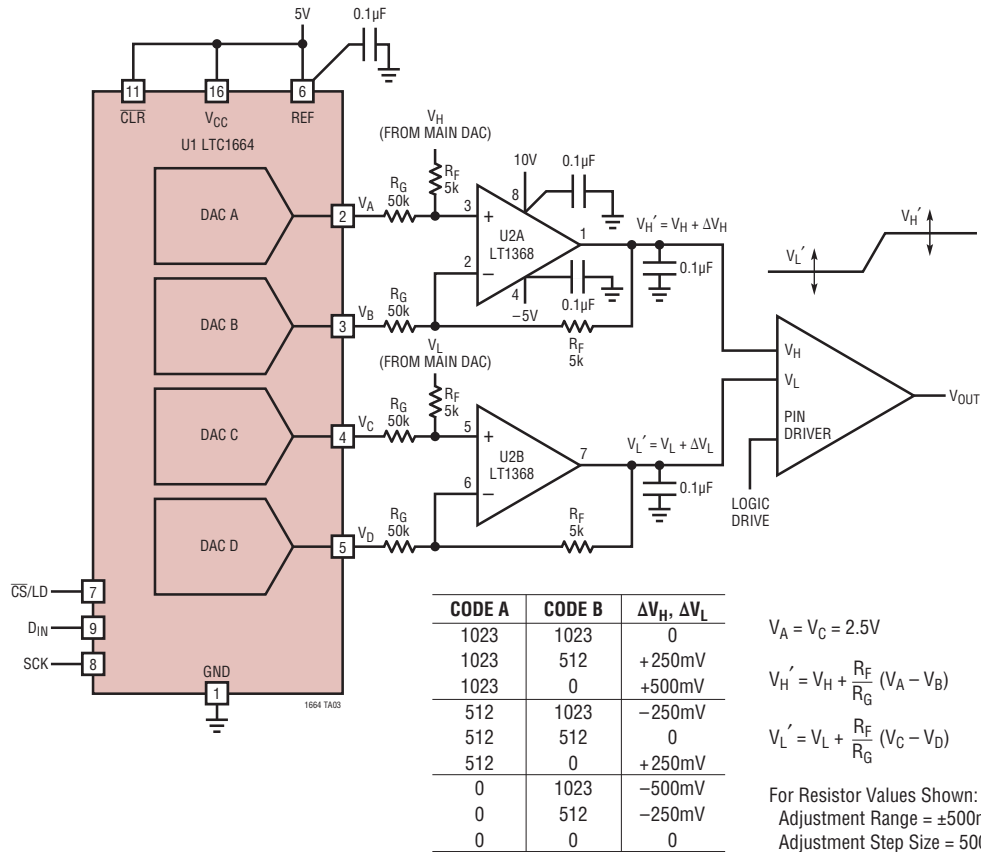 5V
0.1µF
11
16
6
CLR
VCC
REF
U1 LTC1664
DAC A
DAC B
DAC C
DAC D
2
3
4
5
VA
VB
VC
VD
RG
50k
RG
50k
RG
50k
RG
50k
VH
(FROM MAIN DAC)
RF
5k
3
2
+
−
U2A
LT1368
10V
8
0.1µF
1
4
−5V
0.1µF
VH′ = VH + ΔVH
0.1µF
RF
5k
VL
(FROM MAIN DAC)
RF
5k
5
6
+
−
U2B
LT1368
7
VL′ = VL + ΔVL
0.1µF
RF
5k
VL′
VH′
VH
VL
PIN
DRIVER
VOUT
LOGIC
DRIVE
CS/LD
7
DIN
9
SCK
8
GND
1
1664 TA03
CODE A CODE B ΔVH, ΔVL
1023 1023 0
1023 512 +250mV
1023 0 +500mV
512 1023 −250mV
512 512 0
512 0 +250mV
0 1023 −500mV
0 512 −250mV
0 0 0
VA = VC = 2.5V
VH′ = VH + RF/RG (VA − VB)
VL′ = VL + RF/RG (VC − VD)
For Resistor Values Shown:
Adjustment Range = ±500m
Adjustment Step Size = 500